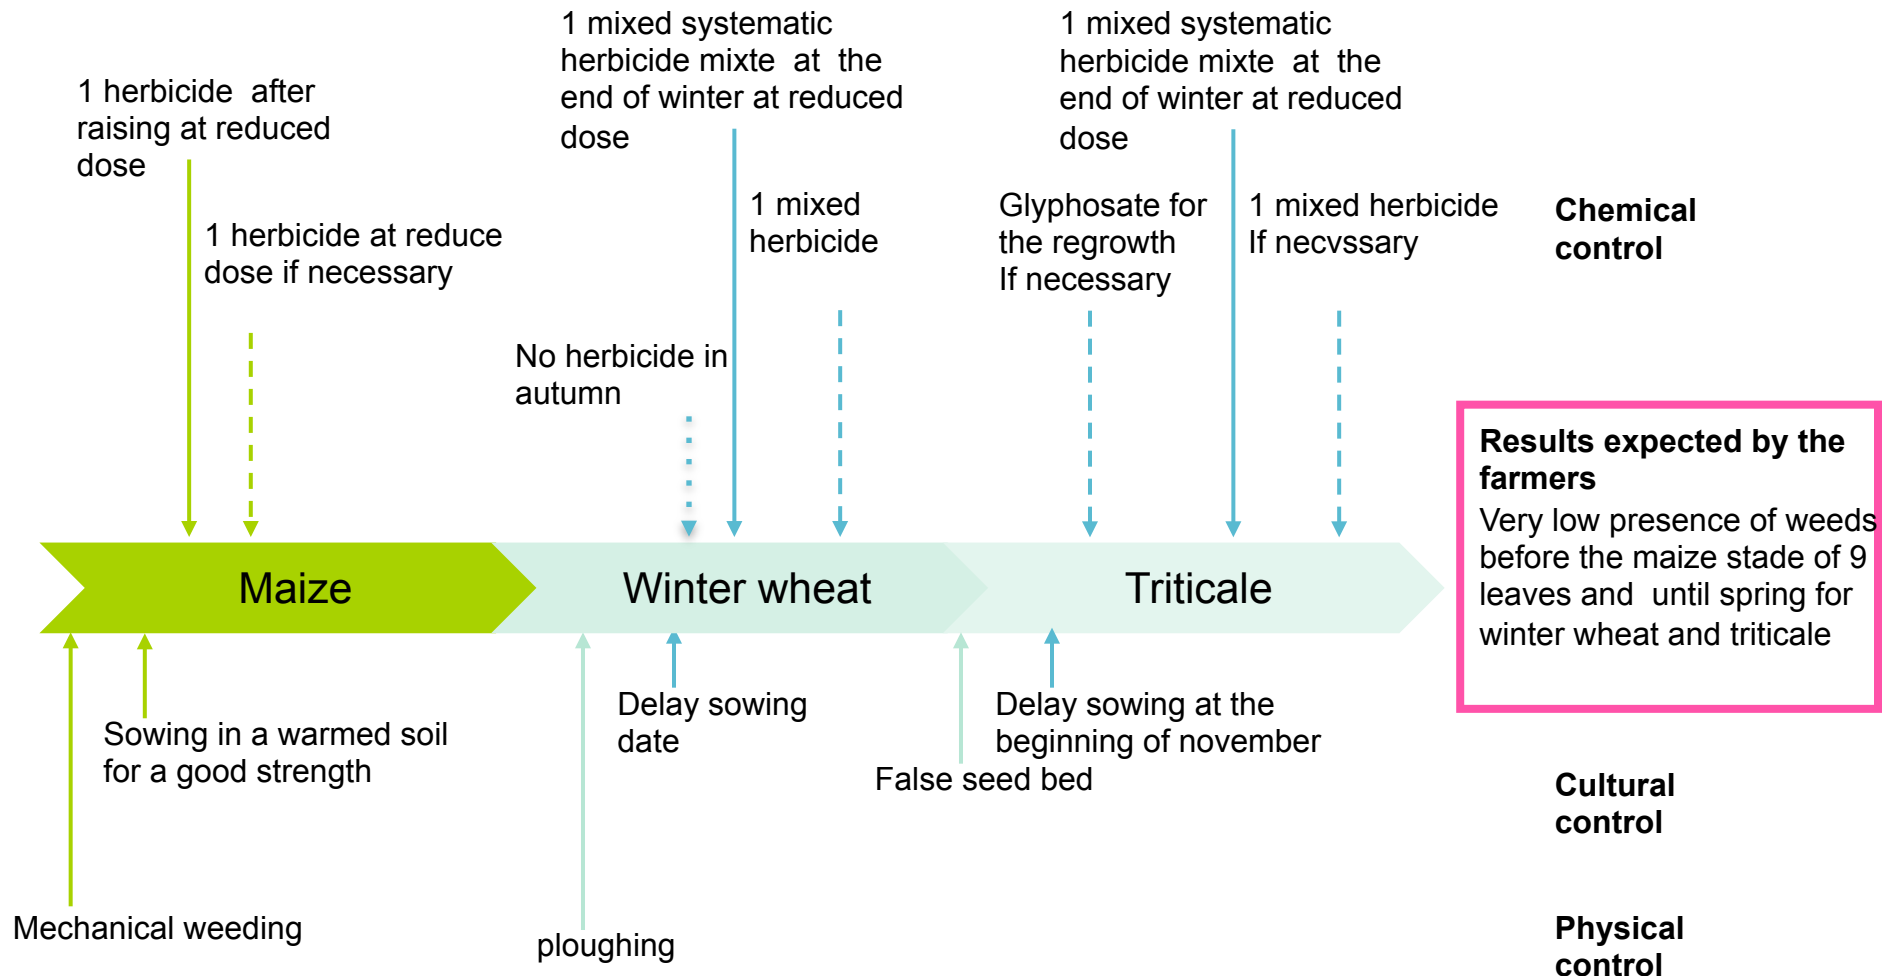 1 herbicide after
raising at reduced
dose
1 herbicide at reduce
dose if necessary
1 mixed systematic
herbicide mixte at the
end of winter at reduced
dose
1 mixed
herbicide
No herbicide in
autumn
1 mixed systematic
herbicide mixte at the
end of winter at reduced
dose
Glyphosate for
the regrowth
If necessary
1 mixed herbicide
If necvssary
Chemical
control
Results expected by the
farmers
Very low presence of weeds
before the maize stade of 9
leaves and until spring for
winter wheat and triticale
Maize
Winter wheat
Triticale
Sowing in a warmed soil
for a good strength
Delay sowing
date
Delay sowing at the
beginning of november
False seed bed
Cultural
control
Mechanical weeding
ploughing
Physical
control